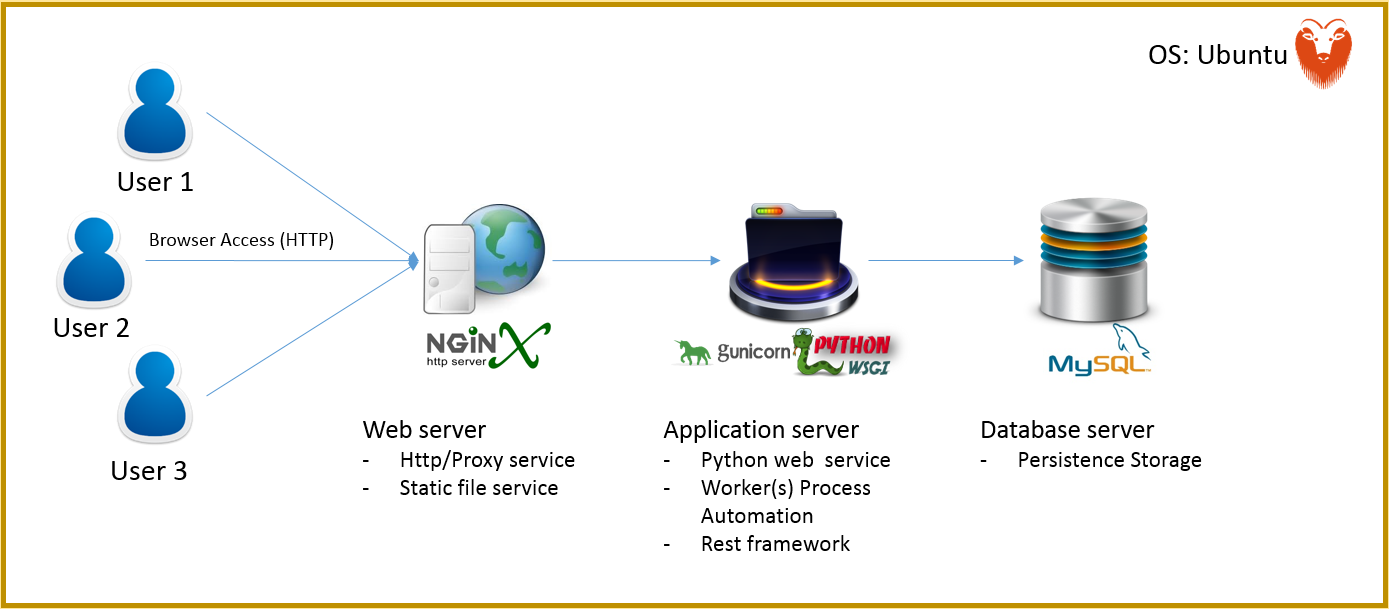 OS: Ubuntu
User 1
Browser Access (HTTP)
User 2
User 3
NGINX
http server
gunicorn
PYTHON
WSGI
MySQL
Web server
- Http/Proxy service
- Static file service
Application server
- Python web service
- Worker(s) Process
Automation
- Rest framework
Database server
- Persistence Storage